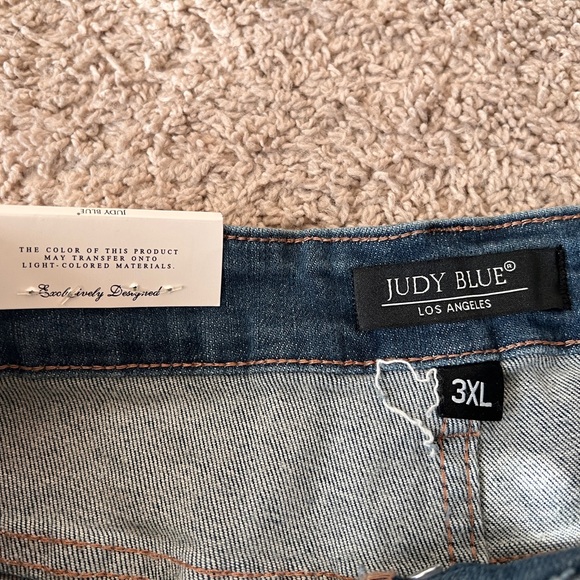 JUDY BLUE
THE COLOR OF THIS PRODUCT
MAY TRANSFER ONTO
LIGHT-COLORED MATERIALS.
Exclusively Designed
JUDY BLUE®
LOS ANGELES
3XL